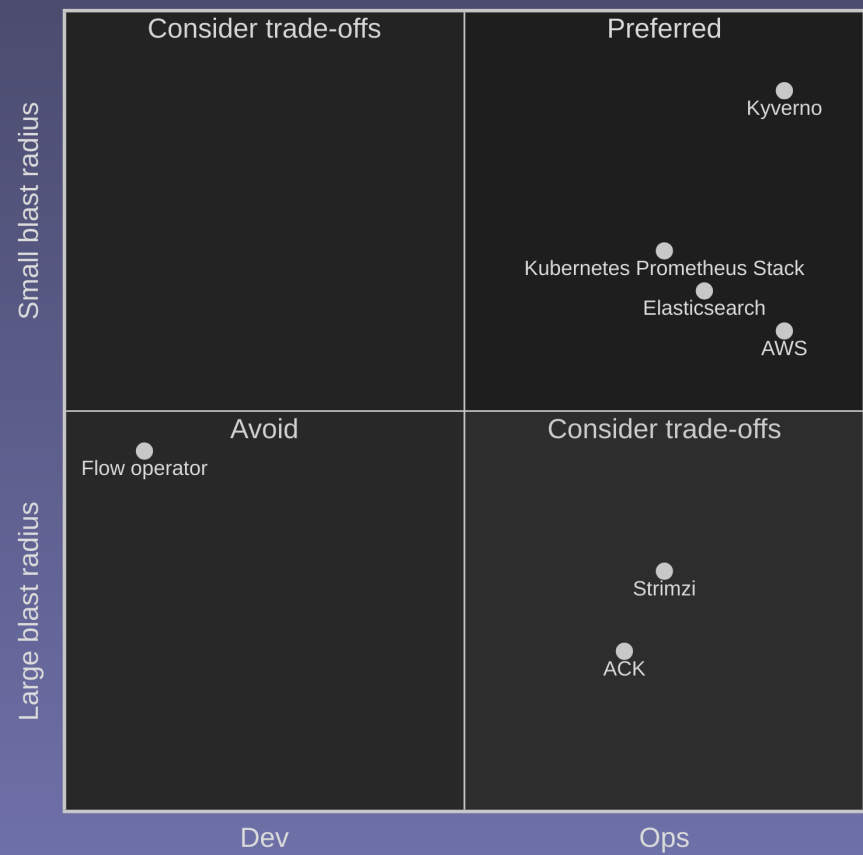 Consider trade-offs
Preferred
Kyverno
Small blast radius
Kubernetes Prometheus Stack
Elasticsearch
AWS
Avoid
Consider trade-offs
Flow operator
Large blast radius
Strimzi
ACK
Dev
Ops